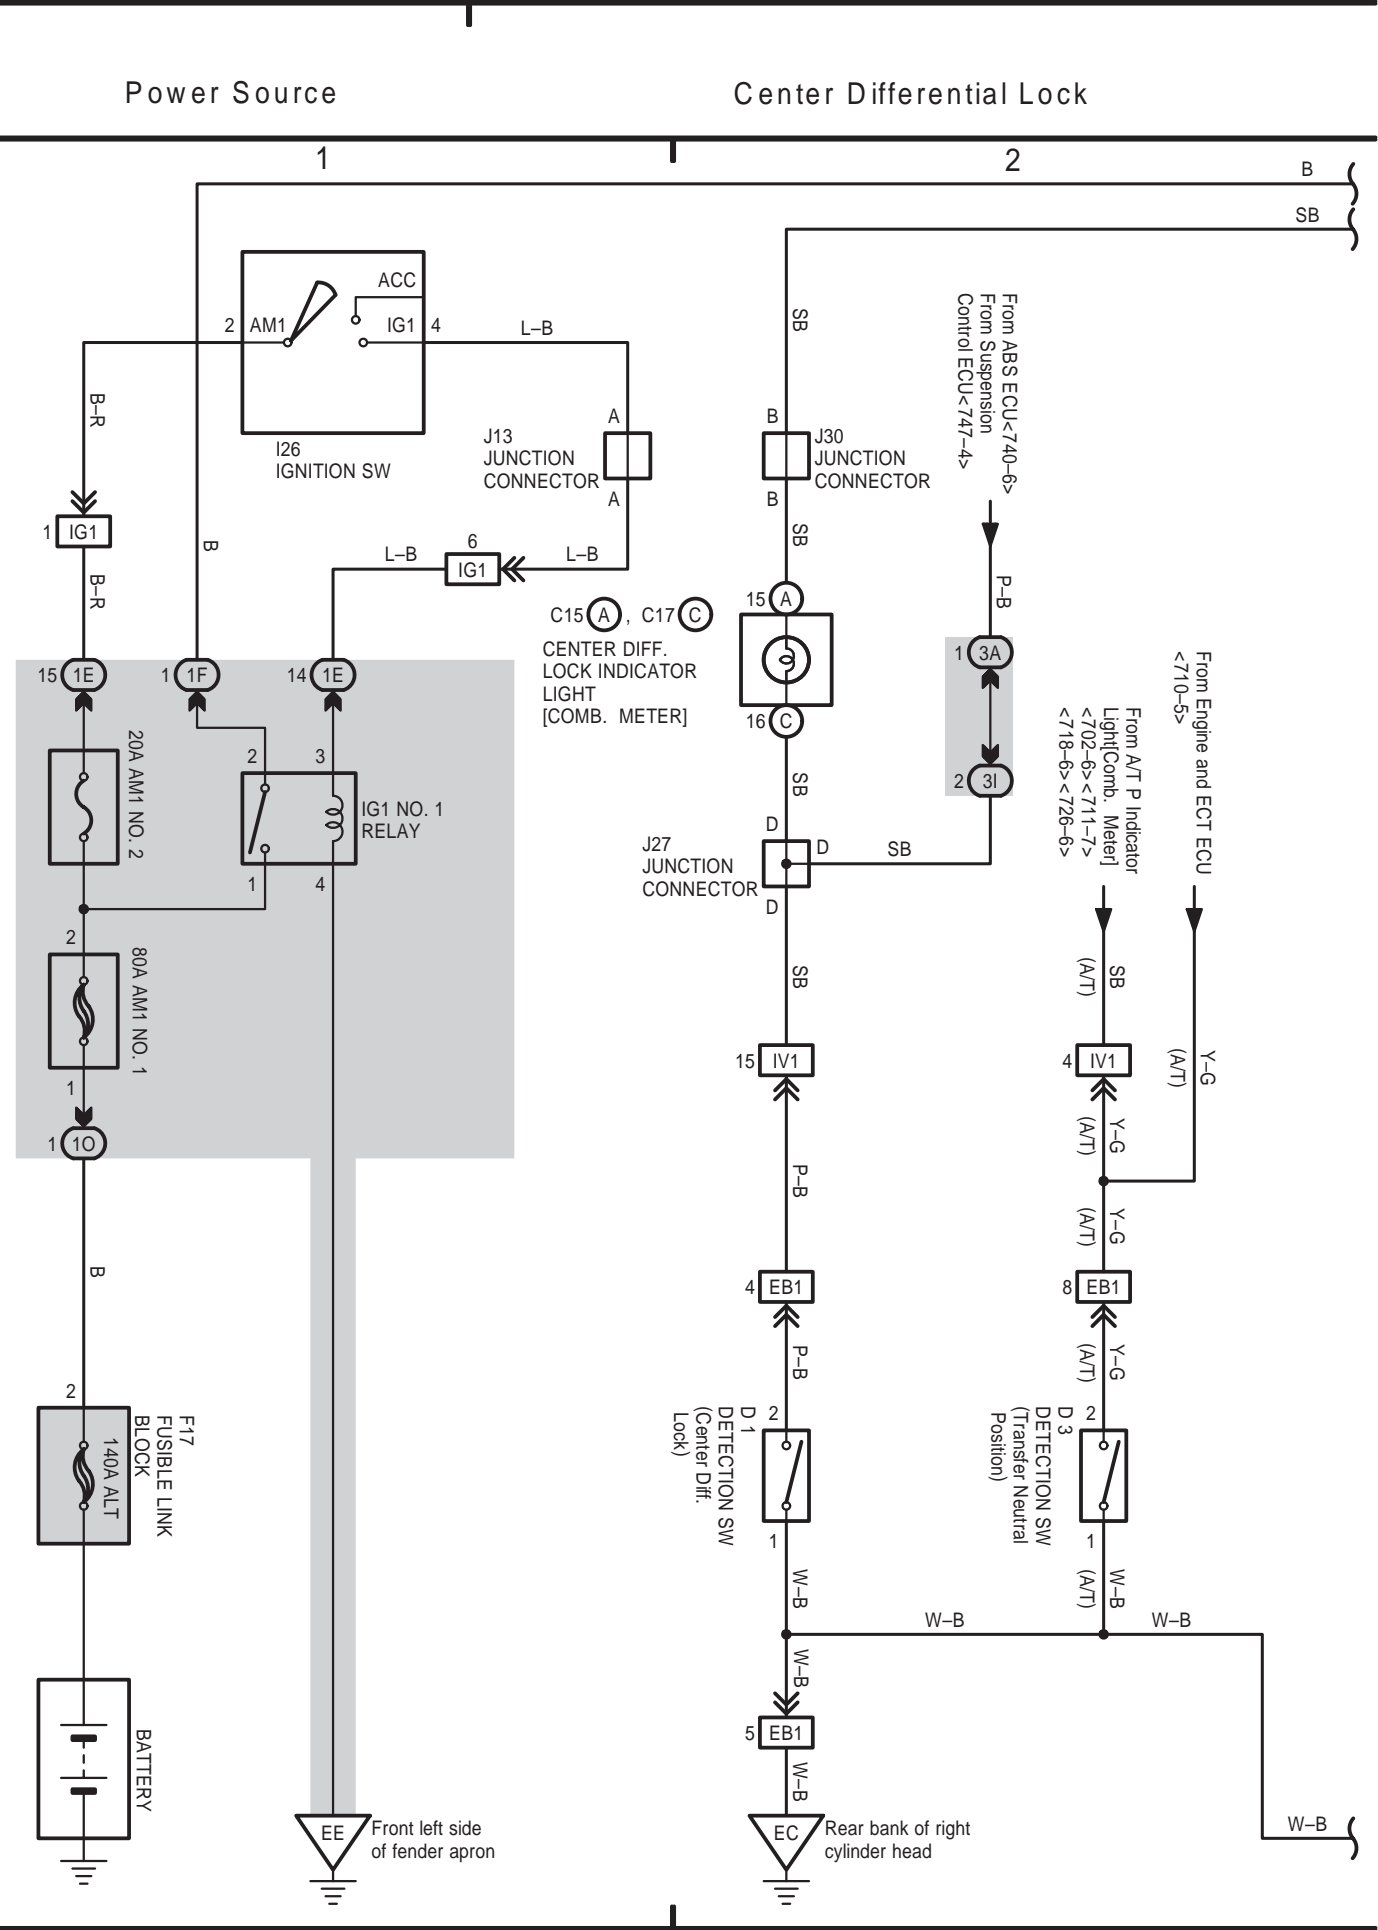 Power Source
Center Differential Lock
1
2
B
SB
ACC
2
AM1
IG1
4
L–B
I26
IGNITION SW
B–R
1
IG1
B–R
B
A
J13
JUNCTION
CONNECTOR
A
L–B
6
IG1
L–B
SB
B
J30
JUNCTION
CONNECTOR
B
SB
From ABS ECU<740–6>
From Suspension
Control ECU<747–4>
P–B
C15 A , C17 C
CENTER DIFF.
LOCK INDICATOR
LIGHT
[COMB. METER]
15
A
16
C
1
3A
2
3I
From Engine and ECT ECU
<710–5>
From A/T P Indicator
Light[Comb. Meter]
<702–6><711–7>
<718–6><726–6>
15
1E
1
1F
14
1E
20A AM1 NO. 2
2
3
IG1 NO. 1
RELAY
1
4
2
80A AM1 NO. 1
1
1
1O
SB
D
J27
JUNCTION
CONNECTOR
D
SB
D
SB
SB
(A/T)
15
IV1
4
IV1
Y–G
(A/T)
Y–G
(A/T)
P–B
Y–G
(A/T)
B
4
EB1
8
EB1
P–B
Y–G
(A/T)
2
F17
FUSIBLE LINK
BLOCK
140A ALT
D 1
DETECTION SW
(Center Diff.
Lock)
2
1
D 3
DETECTION SW
(Transfer Neutral
Position)
2
1
W–B
W–B
(A/T)
W–B
W–B
W–B
5
EB1
W–B
BATTERY
EE
Front left side
of fender apron
EC
Rear bank of right
cylinder head
W–B